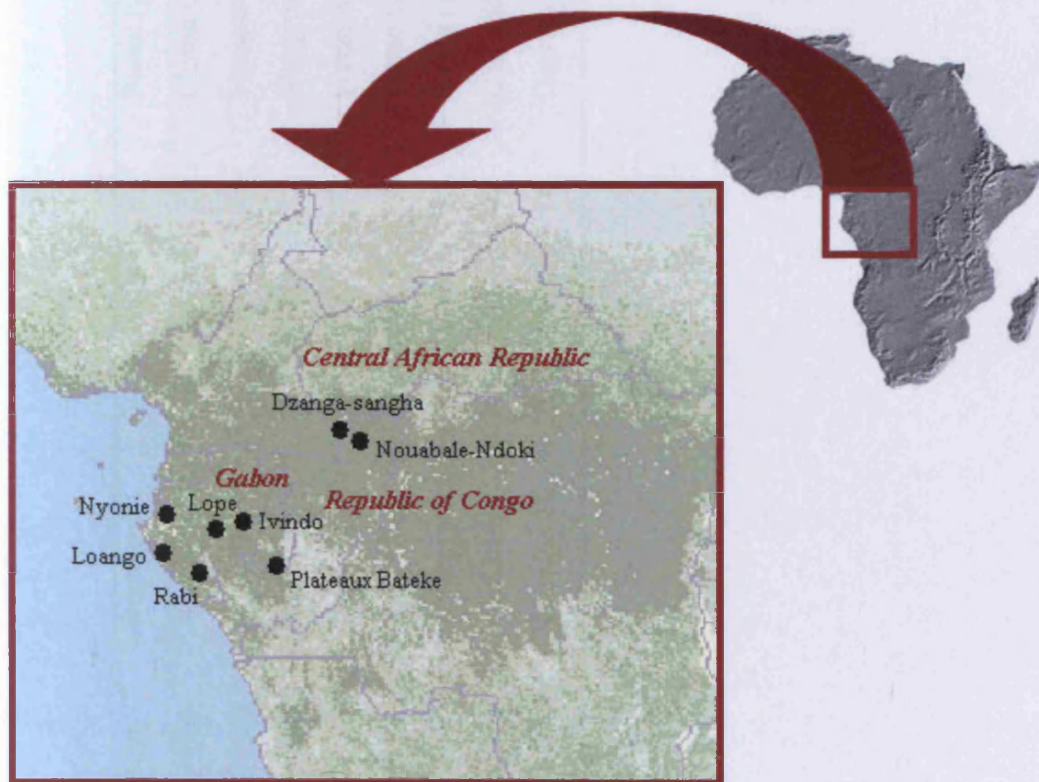 Central African Republic
Dzanga-sangha
Nouabale-Ndoki
Gabon
Republic of Congo
Nyonie
Lope
Ivindo
Loango
Plateaux Bateke
Rabi